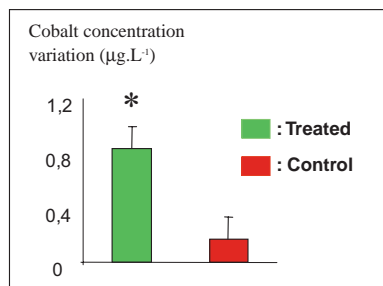 Cobalt concentration
variation (µg.L⁻¹)
*
1,2
: Treated
0,8
: Control
0,4
0